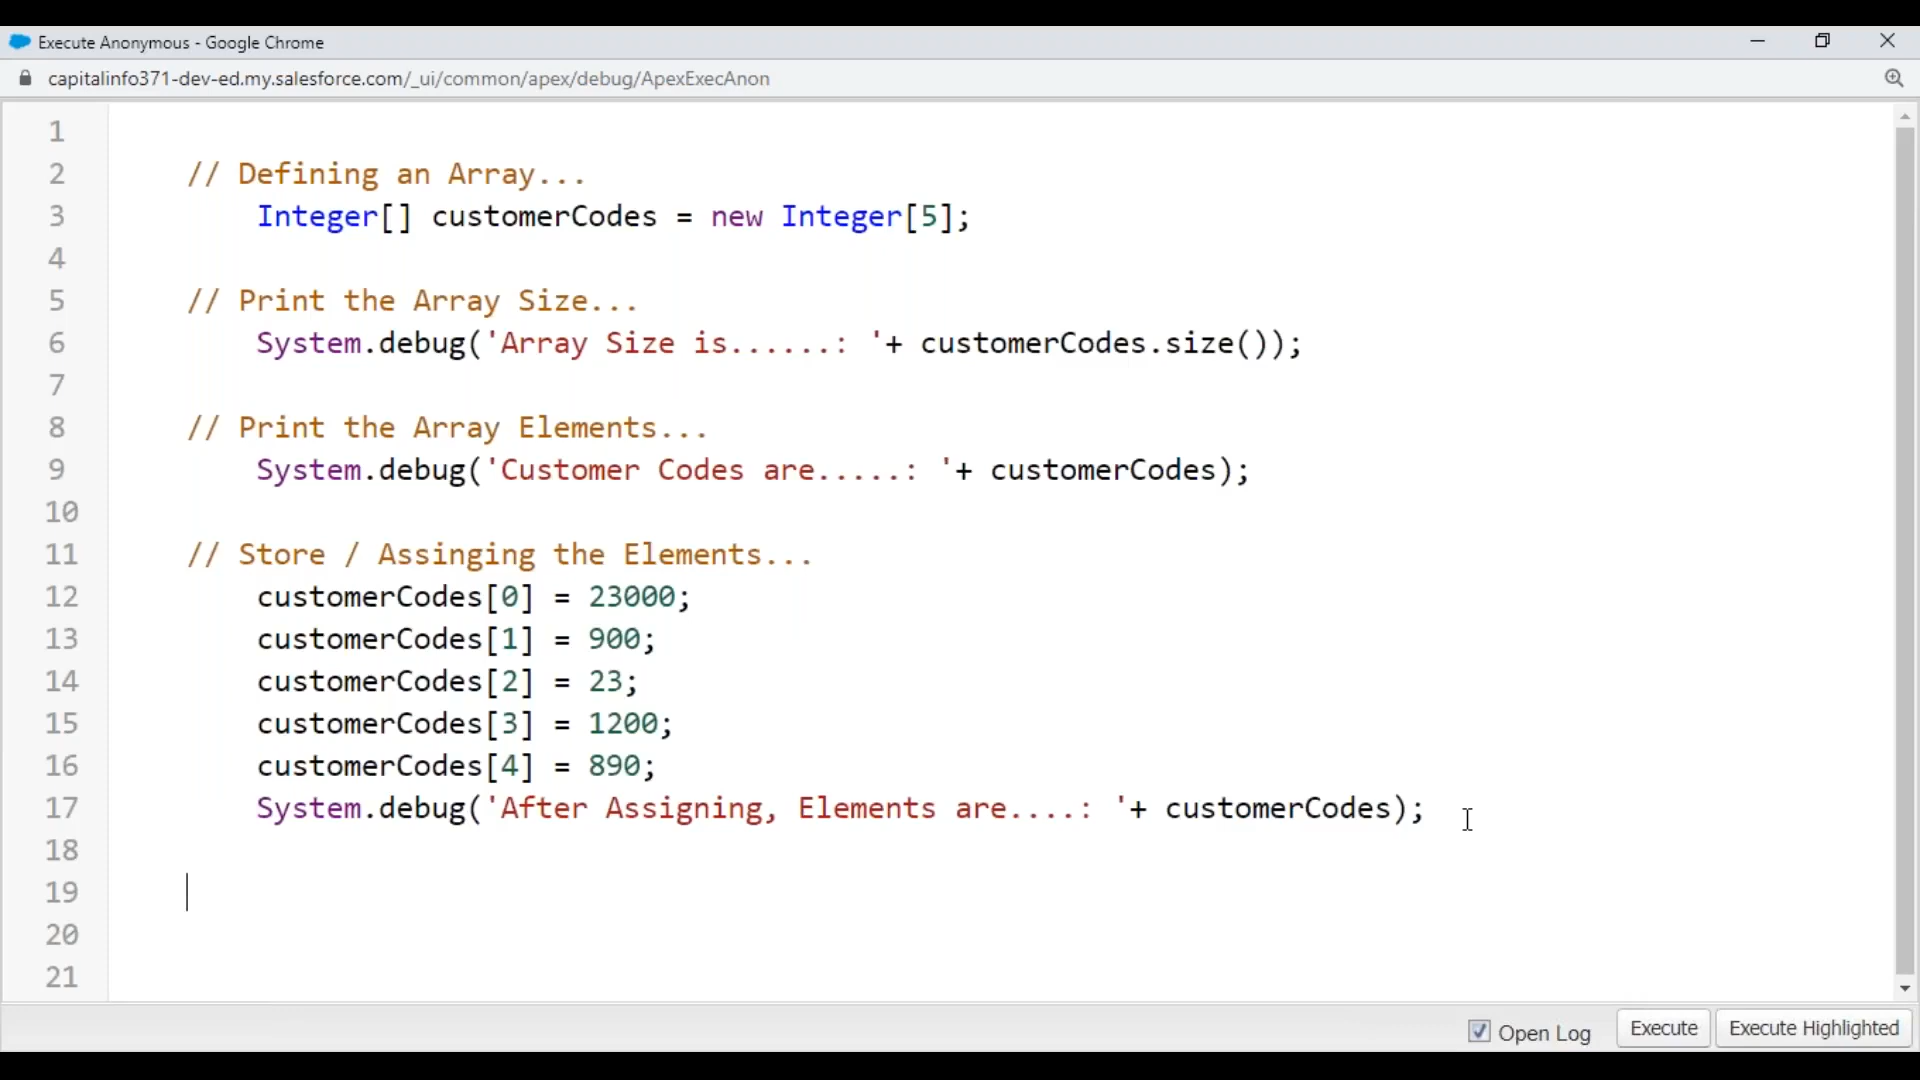 Execute Anonymous - Google Chrome
capitalinfo371-dev-ed.my.salesforce.com/_ui/common/apex/debug/ApexExecAnon
1
2 // Defining an Array...
3 Integer[] customerCodes = new Integer[5];
4
5 // Print the Array Size...
6 System.debug('Array Size is......: '+ customerCodes.size());
7
8 // Print the Array Elements...
9 System.debug('Customer Codes are.....: '+ customerCodes);
10
11 // Store / Assinging the Elements...
12 customerCodes[0] = 23000;
13 customerCodes[1] = 900;
14 customerCodes[2] = 23;
15 customerCodes[3] = 1200;
16 customerCodes[4] = 890;
17 System.debug('After Assigning, Elements are....: '+ customerCodes);
18
19
20
21
Open Log Execute Execute Highlighted